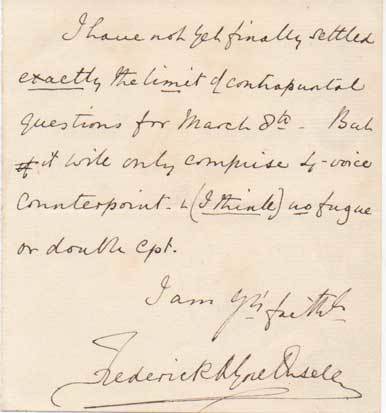 I have not yet finally settled
exactly the limit of contrapuntal
questions for March 8th. But
it will only comprise 4-voice
counterpoint - & (I think) no fugue
or double cpt.
I am Yrs faithly
Frederick A Gore Ouseley